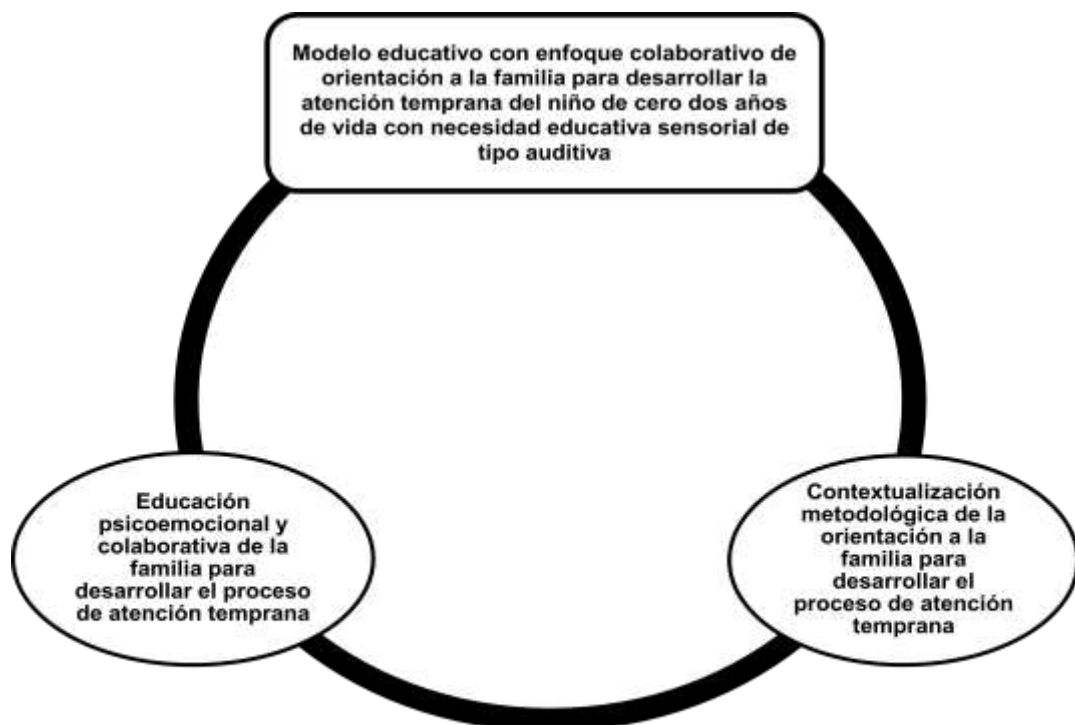 Modelo educativo con enfoque colaborativo de
orientación a la familia para desarrollar la
atención temprana del niño de cero dos años
de vida con necesidad educativa sensorial de
tipo auditiva
Educación
psicoemocional y
colaborativa de la
familia para
desarrollar el proceso
de atención temprana
Contextualización
metodológica de la
orientación a la
familia para
desarrollar el
proceso de atención
temprana